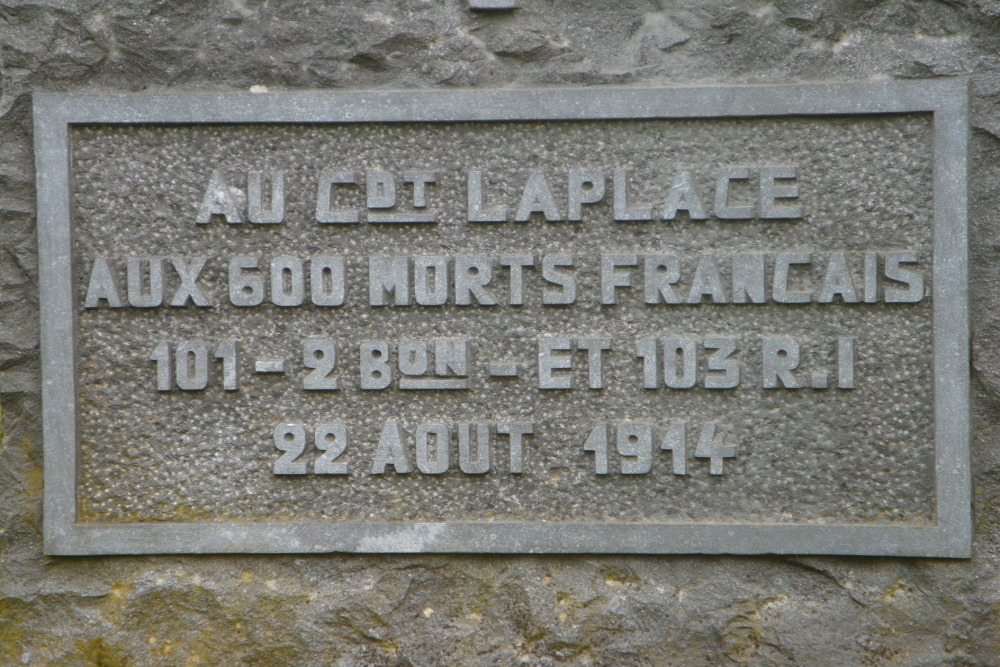 AU CDT LAPLACE
AUX 600 MORTS FRANCAIS
101 - 2 BON - ET 103 R.I
22 AOUT 1914